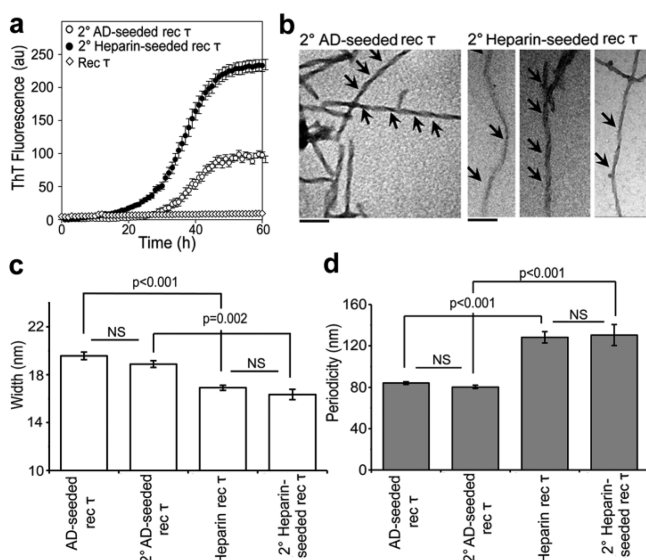 a
2° AD-seeded rec τ
2° Heparin-seeded rec τ
Rec τ
ThT Fluorescence (au)
250
200
150
100
50
0
0 20 40 60
Time (h)
b
2° AD-seeded rec τ
2° Heparin-seeded rec τ
c
p<0.001
p=0.002
NS
NS
Width (nm)
22
18
14
10
AD-seeded
rec τ
2° AD-seeded
rec τ
Heparin rec τ
2° Heparin-
seeded rec τ
d
p<0.001
p<0.001
NS
NS
Periodicity (nm)
160
120
80
40
0
AD-seeded
rec τ
2° AD-seeded
rec τ
Heparin rec τ
2° Heparin-
seeded rec τ